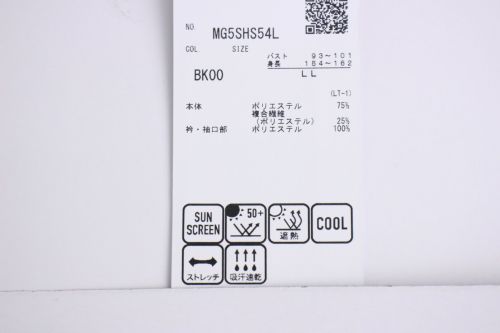 NO MG5SHS54L
COL SIZE
バスト 93~101
身長 154~162
BK00 LL
(LT-1)
本体 ポリエステル 75%
複合繊維
(ポリエステル) 25%
衿・袖口部 ポリエステル 100%
SUN SCREEN
50+
遮熱
COOL
ストレッチ
吸汗速乾